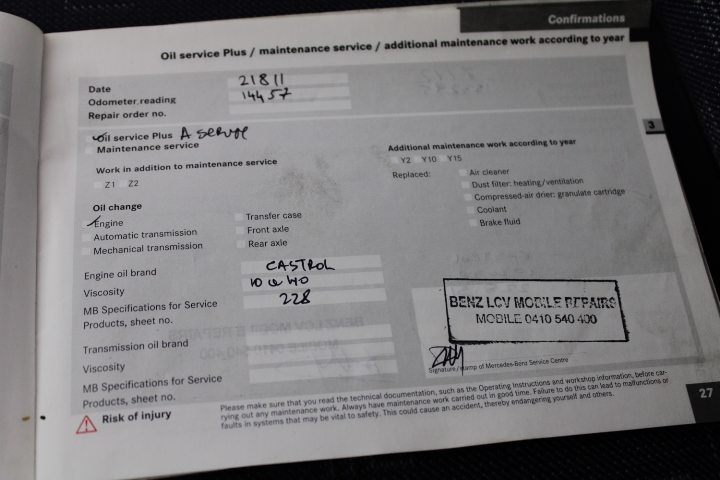 Confirmations
Oil service Plus / maintenance service / additional maintenance work according to year
Date 21811
Odometer reading 14457
Repair order no.
3
Oil service Plus A Service
Maintenance service
Work in addition to maintenance service
Z1 Z2
Additional maintenance work according to year
Y2 Y10 Y15
Replaced: Air cleaner
Dust filter: heating/ventilation
Compressed-air drier: granulate cartridge
Coolant
Brake fluid
Oil change
Engine
Automatic transmission
Mechanical transmission
Transfer case
Front axle
Rear axle
Engine oil brand CASTROL
Viscosity 10 W 40
MB Specifications for Service 228
Products, sheet no.
Transmission oil brand
Viscosity
MB Specifications for Service
Products, sheet no.
BENZ LCV MOBILE REPAIRS
MOBILE 0410 540 400
Signature/stamp of Mercedes-Benz Service Centre
Risk of injury
Please make sure that you read the technical documentation, such as the Operating Instructions and workshop information, before car-
rying out any maintenance work. Always have maintenance work carried out in good time. Failure to do this can lead to malfunctions or
faults in systems that may be vital to safety. This could cause an accident, thereby endangering yourself and others.
27